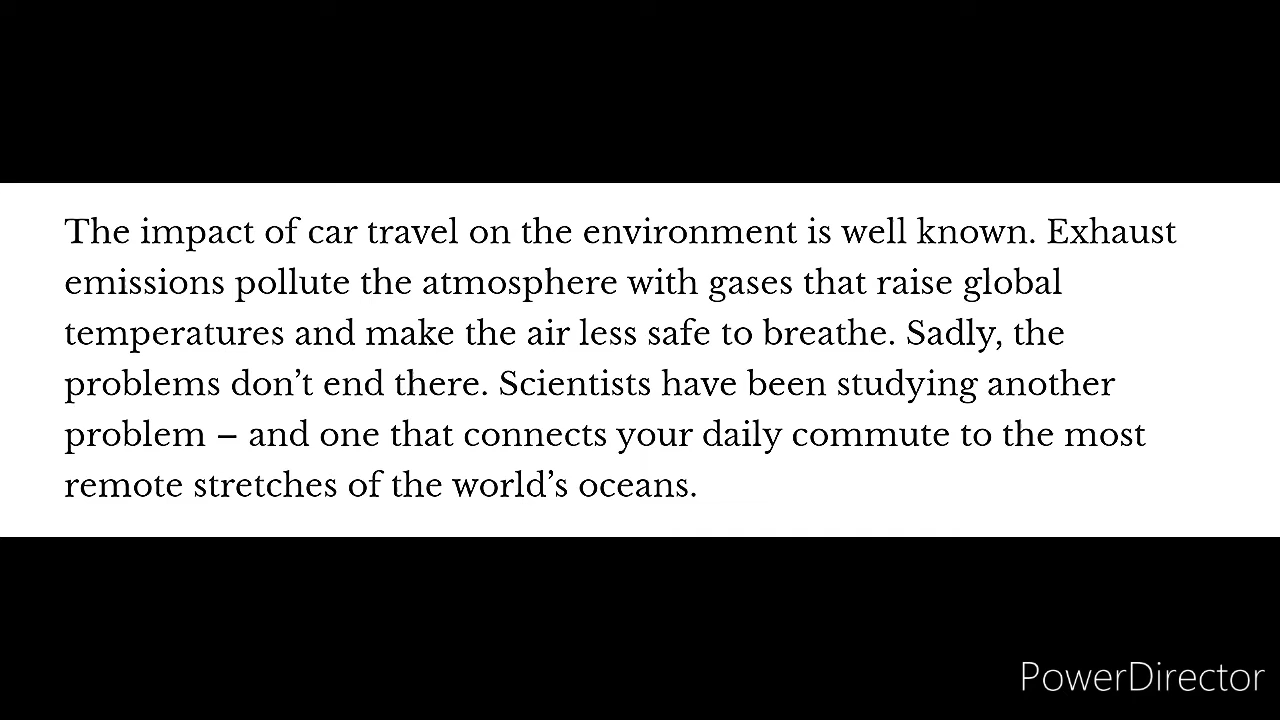 The impact of car travel on the environment is well known. Exhaust
emissions pollute the atmosphere with gases that raise global
temperatures and make the air less safe to breathe. Sadly, the
problems don’t end there. Scientists have been studying another
problem – and one that connects your daily commute to the most
remote stretches of the world’s oceans.
PowerDirector